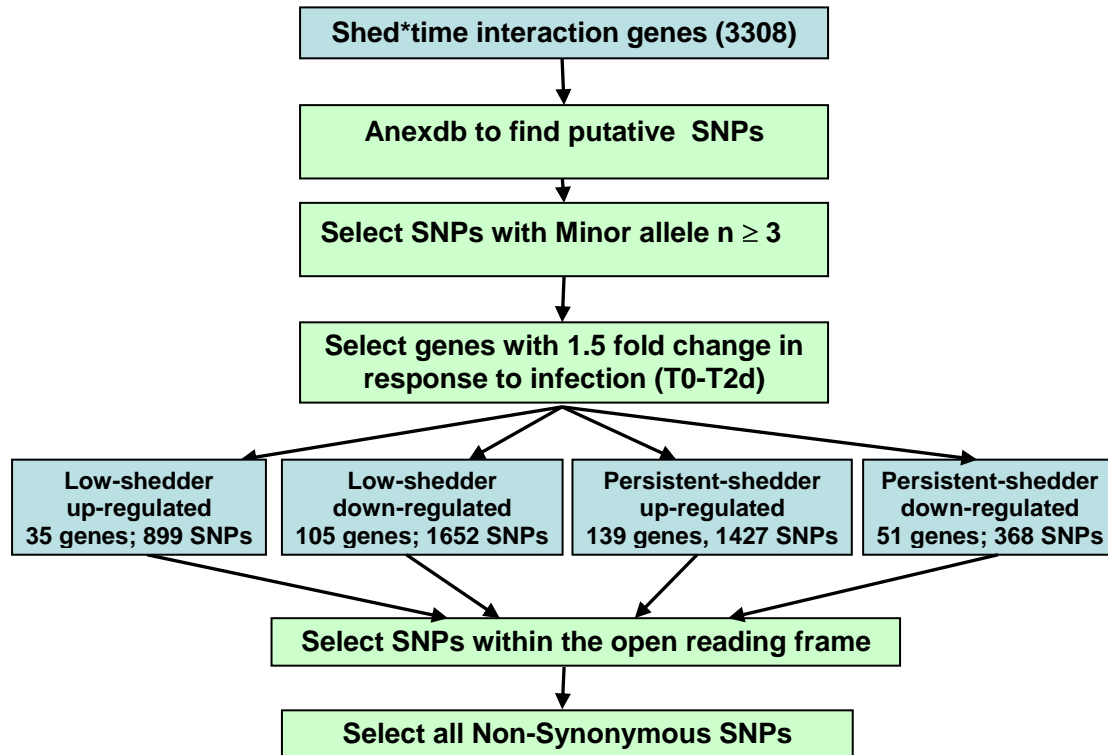 Shed*time interaction genes (3308)
Anexdb to find putative SNPs
Select SNPs with Minor allele n ≥ 3
Select genes with 1.5 fold change in
response to infection (T0-T2d)
Low-shedder
up-regulated
35 genes; 899 SNPs
Low-shedder
down-regulated
105 genes; 1652 SNPs
Persistent-shedder
up-regulated
139 genes, 1427 SNPs
Persistent-shedder
down-regulated
51 genes; 368 SNPs
Select SNPs within the open reading frame
Select all Non-Synonymous SNPs